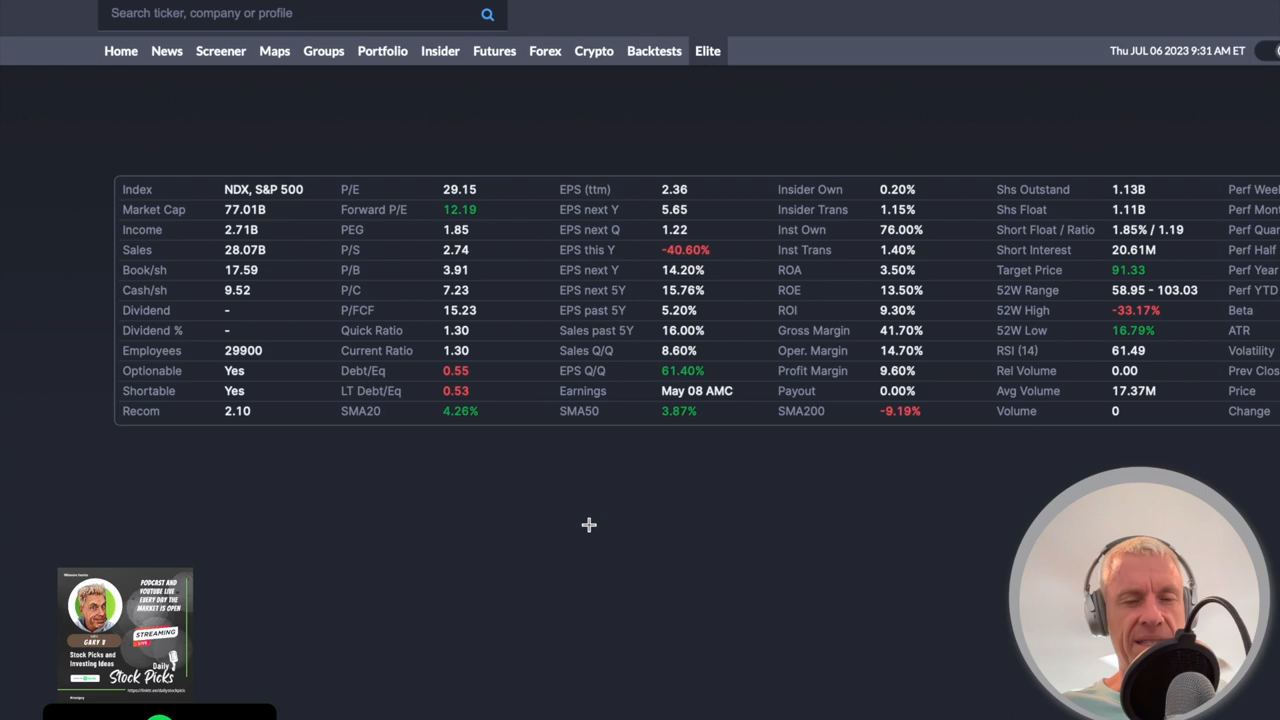 Search ticker, company or profile
Home News Screener Maps Groups Portfolio Insider Futures Forex Crypto Backtests Elite Thu JUL 06 2023 9:31 AM ET
Index NDX, S&P 500 P/E 29.15 EPS (ttm) 2.36 Insider Own 0.20% Shs Outstand 1.13B Perf Wee
Market Cap 77.01B Forward P/E 12.19 EPS next Y 5.65 Insider Trans 1.15% Shs Float 1.11B Perf Mont
Income 2.71B PEG 1.85 EPS next Q 1.22 Inst Own 76.00% Short Float / Ratio 1.85% / 1.19 Perf Quar
Sales 28.07B P/S 2.74 EPS this Y -40.60% Inst Trans 1.40% Short Interest 20.61M Perf Half
Book/sh 17.59 P/B 3.91 EPS next Y 14.20% ROA 3.50% Target Price 91.33 Perf Year
Cash/sh 9.52 P/C 7.23 EPS next 5Y 15.76% ROE 13.50% 52W Range 58.95 - 103.03 Perf YTD
Dividend - P/FCF 15.23 EPS past 5Y 5.20% ROI 9.30% 52W High -33.17% Beta
Dividend % - Quick Ratio 1.30 Sales past 5Y 16.00% Gross Margin 41.70% 52W Low 16.79% ATR
Employees 29900 Current Ratio 1.30 Sales Q/Q 8.60% Oper. Margin 14.70% RSI (14) 61.49 Volatility
Optionable Yes Debt/Eq 0.55 EPS Q/Q 61.40% Profit Margin 9.60% Rel Volume 0.00 Prev Clos
Shortable Yes LT Debt/Eq 0.53 Earnings May 08 AMC Payout 0.00% Avg Volume 17.37M Price
Recom 2.10 SMA20 4.26% SMA50 3.87% SMA200 -9.19% Volume 0 Change
PODCAST AND
YOUTUBE LIVE
EVERY DAY THE
MARKET IS OPEN
STREAMING
LIVE
GARY B
Stock Picks and
Investing Ideas
Daily
Stock Picks